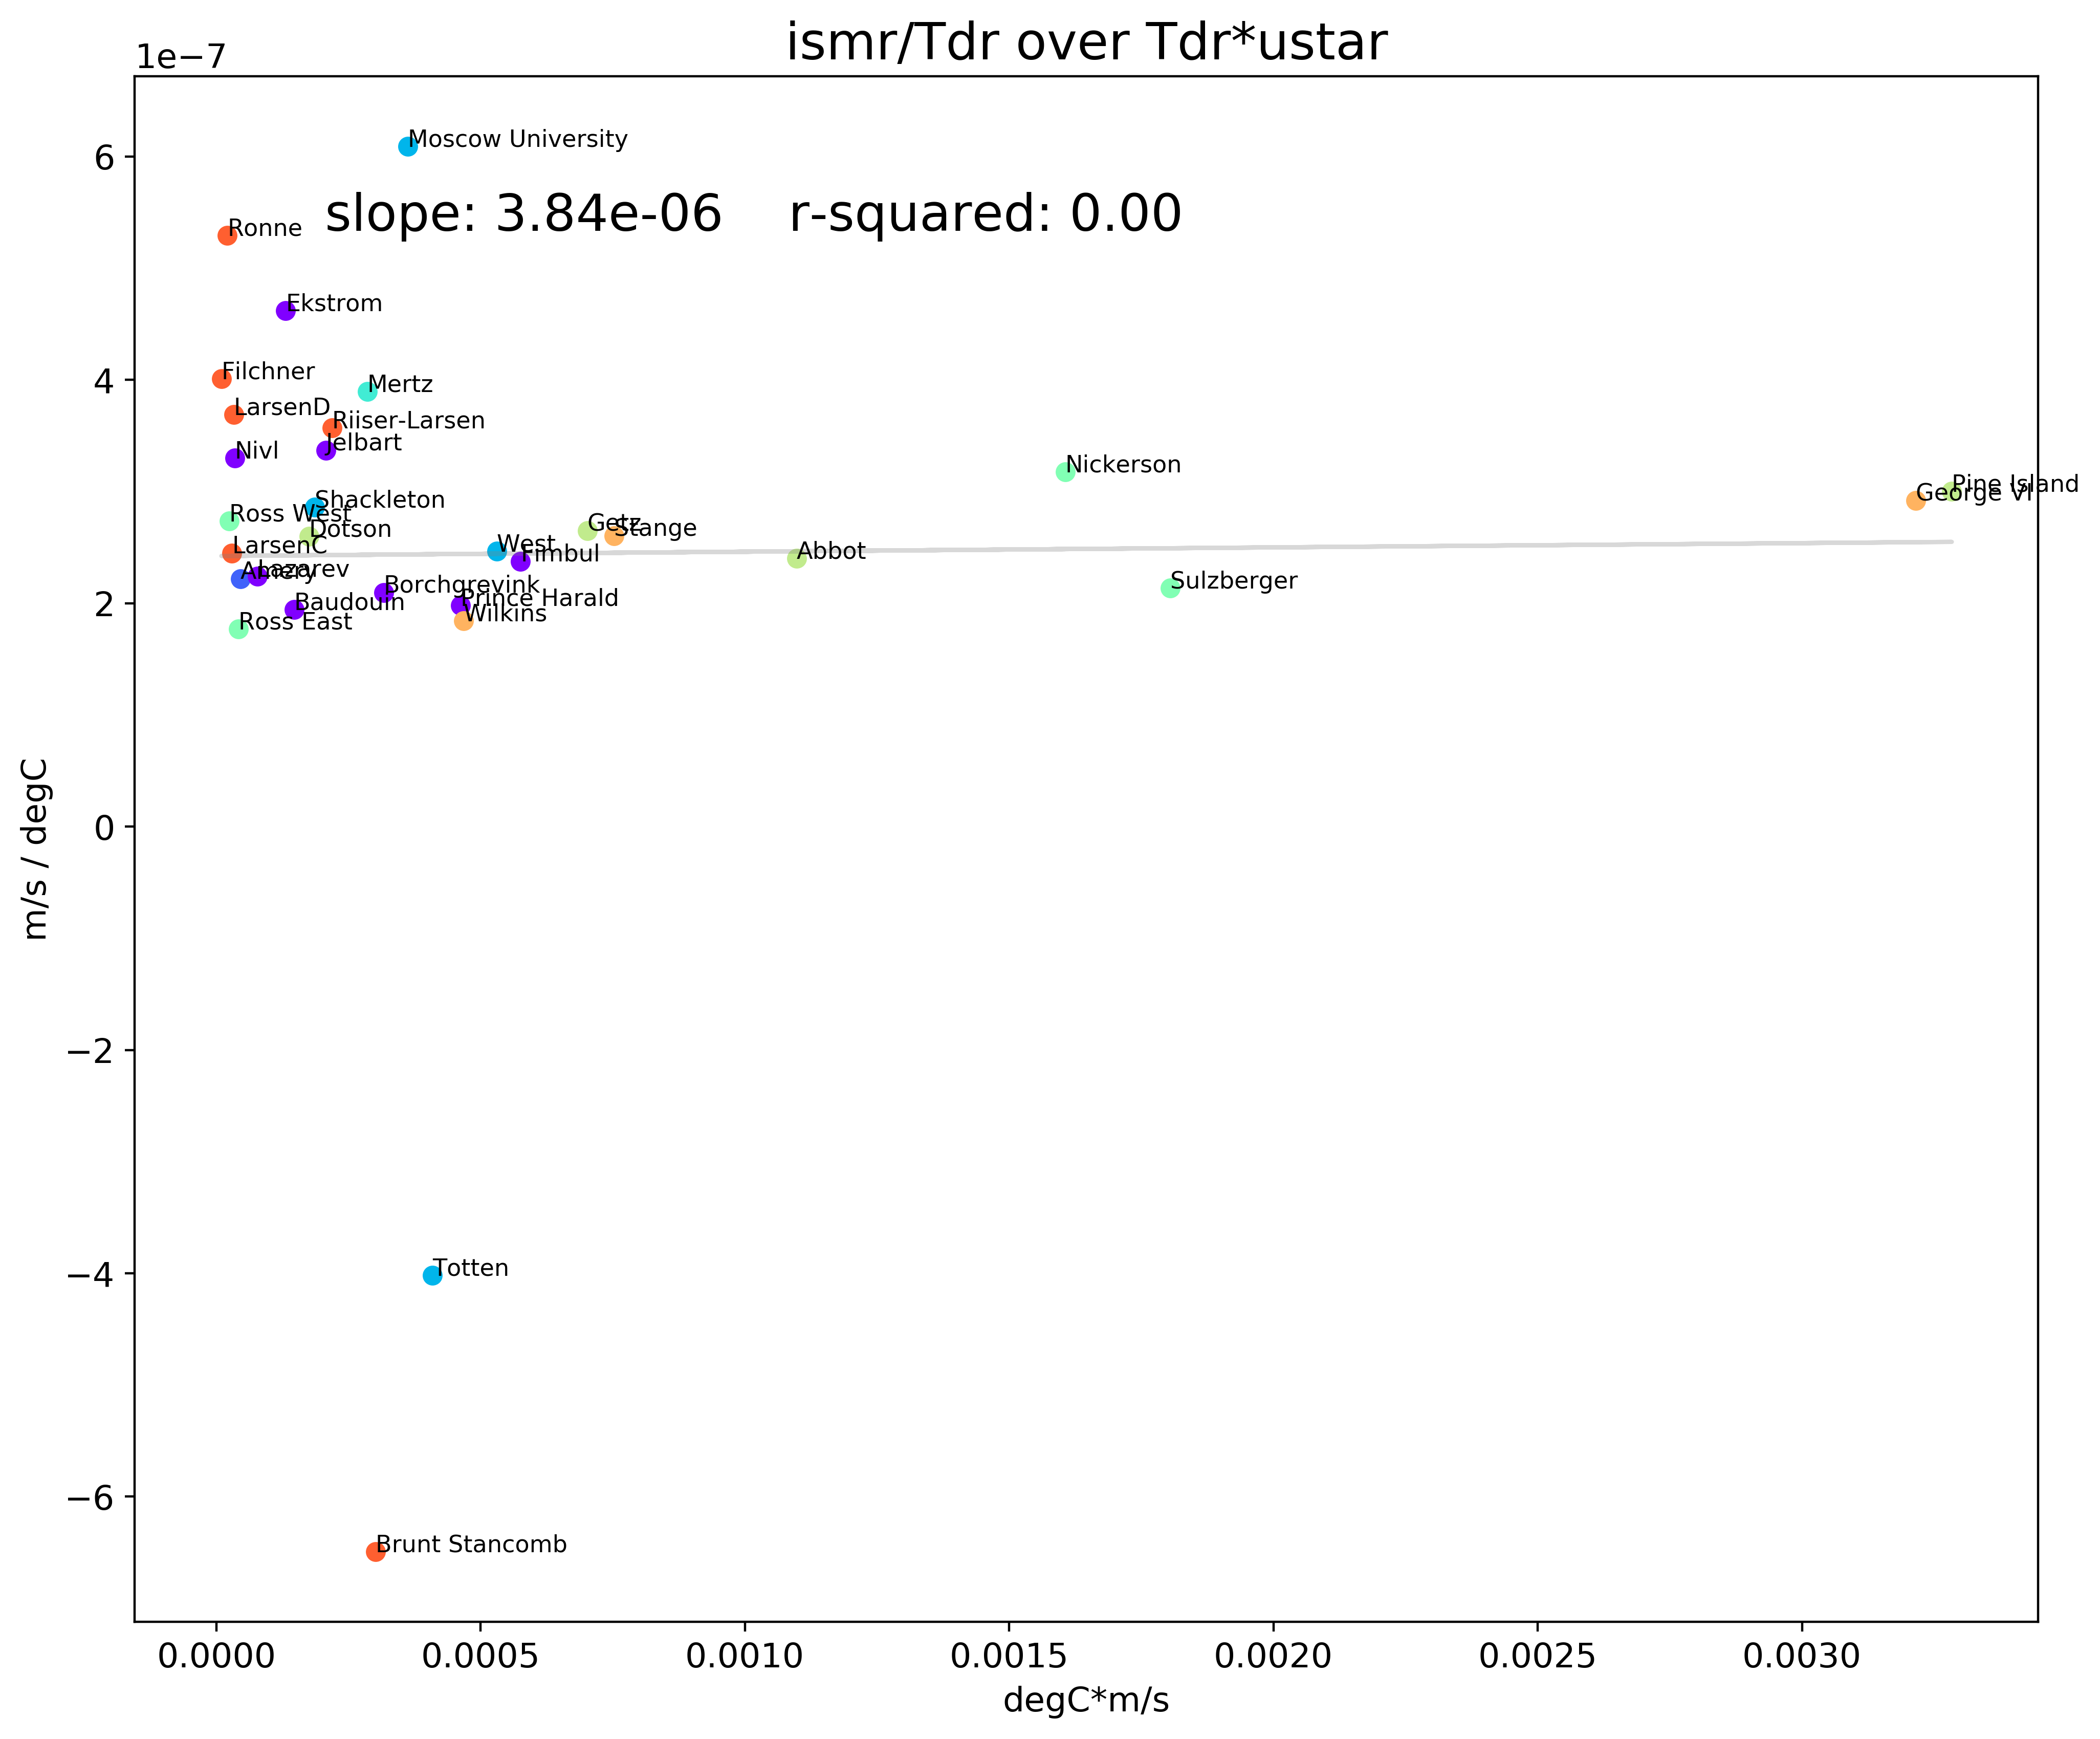 ismr/Tdr over Tdr*ustar
1e−7
Moscow University
6
slope: 3.84e-06 r-squared: 0.00
Ronne
Ekstrom
Filchner
4
Mertz
LarsenD
Riiser-Larsen
Jelbart
Nivl
Nickerson
Pine Island
George VI
Shackleton
Ross West
Dotson
Getz
Stange
LarsenC
West
Fimbul
Abbot
Amery
Lazarev
Sulzberger
Borchgrevink
Prince Harald
2
Baudouin
Wilkins
Ross East
m/s / degC
0
−2
−4
Totten
−6
Brunt Stancomb
0.0000 0.0005 0.0010 0.0015 0.0020 0.0025 0.0030
degC*m/s